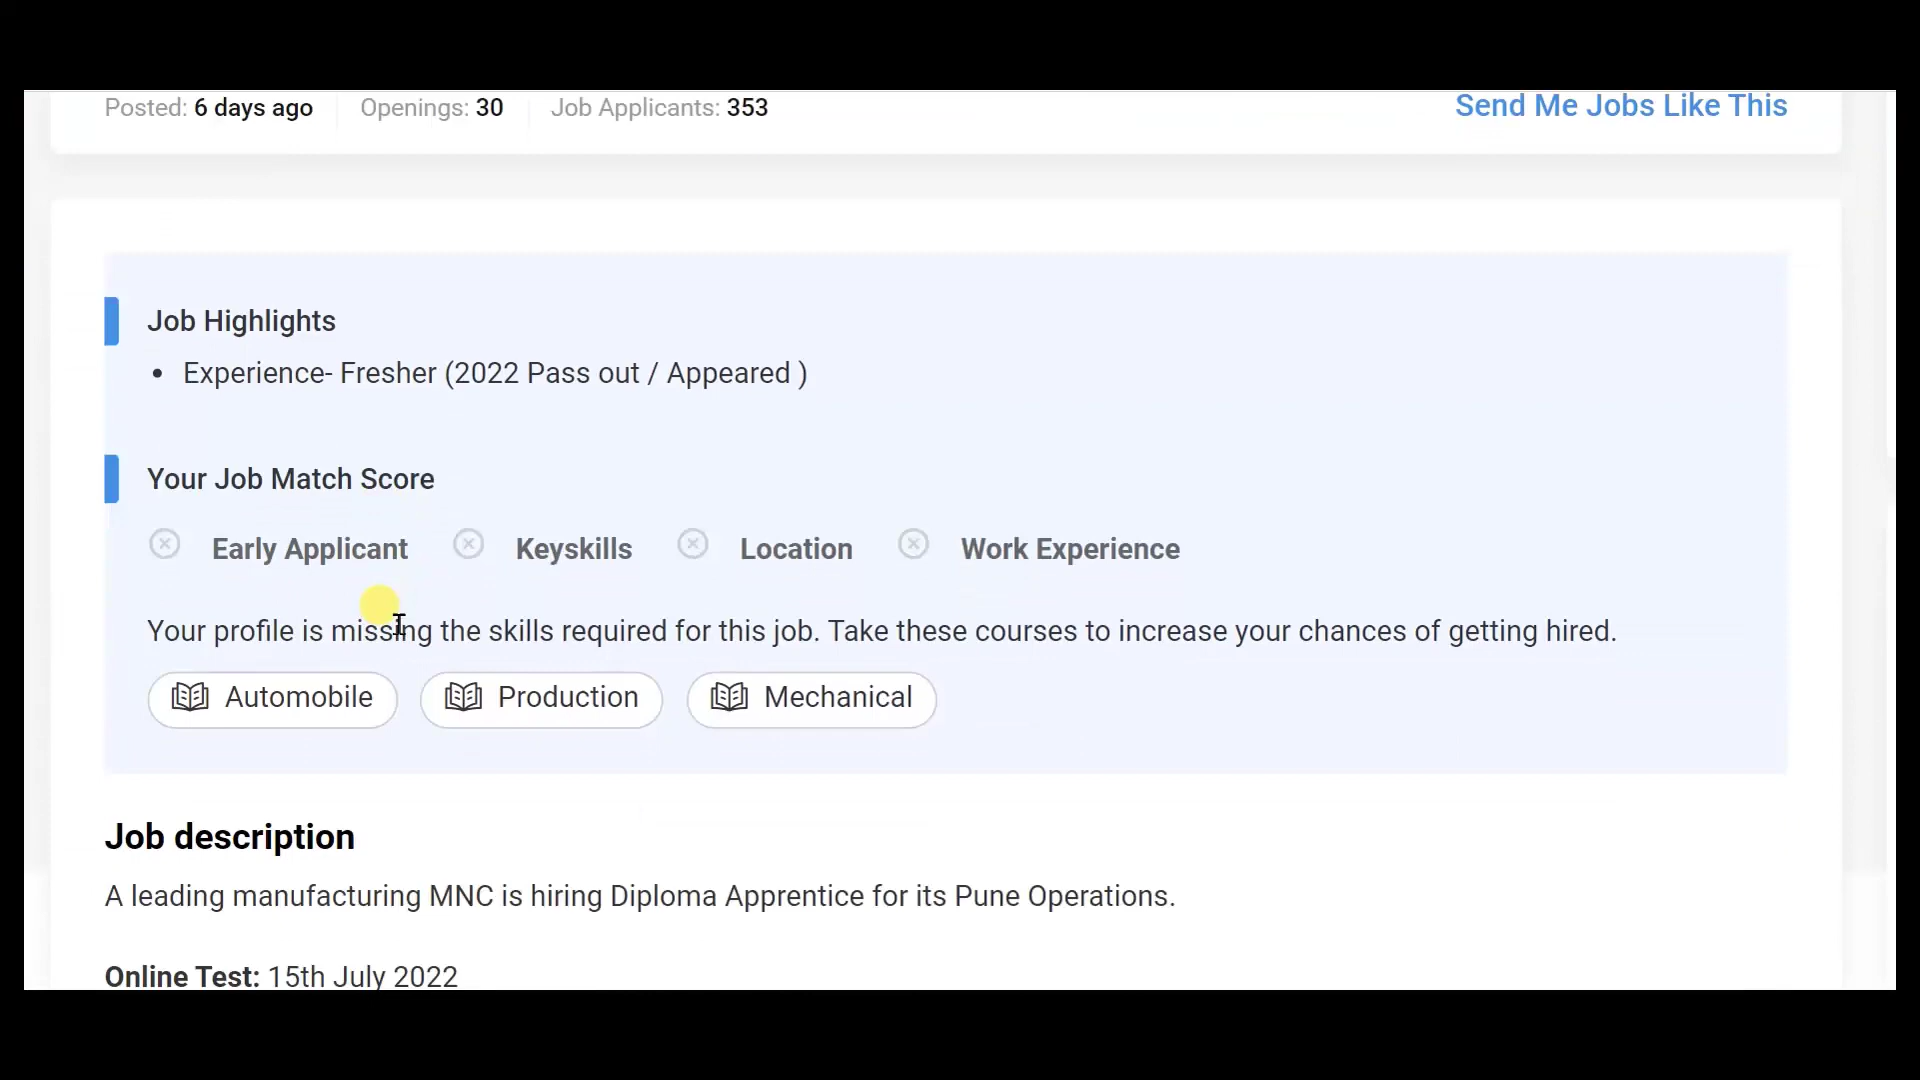 Posted: 6 days ago Openings: 30 Job Applicants: 353 Send Me Jobs Like This
Job Highlights
• Experience- Fresher (2022 Pass out / Appeared )
Your Job Match Score
Early Applicant Keyskills Location Work Experience
Your profile is missing the skills required for this job. Take these courses to increase your chances of getting hired.
Automobile Production Mechanical
Job description
A leading manufacturing MNC is hiring Diploma Apprentice for its Pune Operations.
Online Test: 15th July 2022